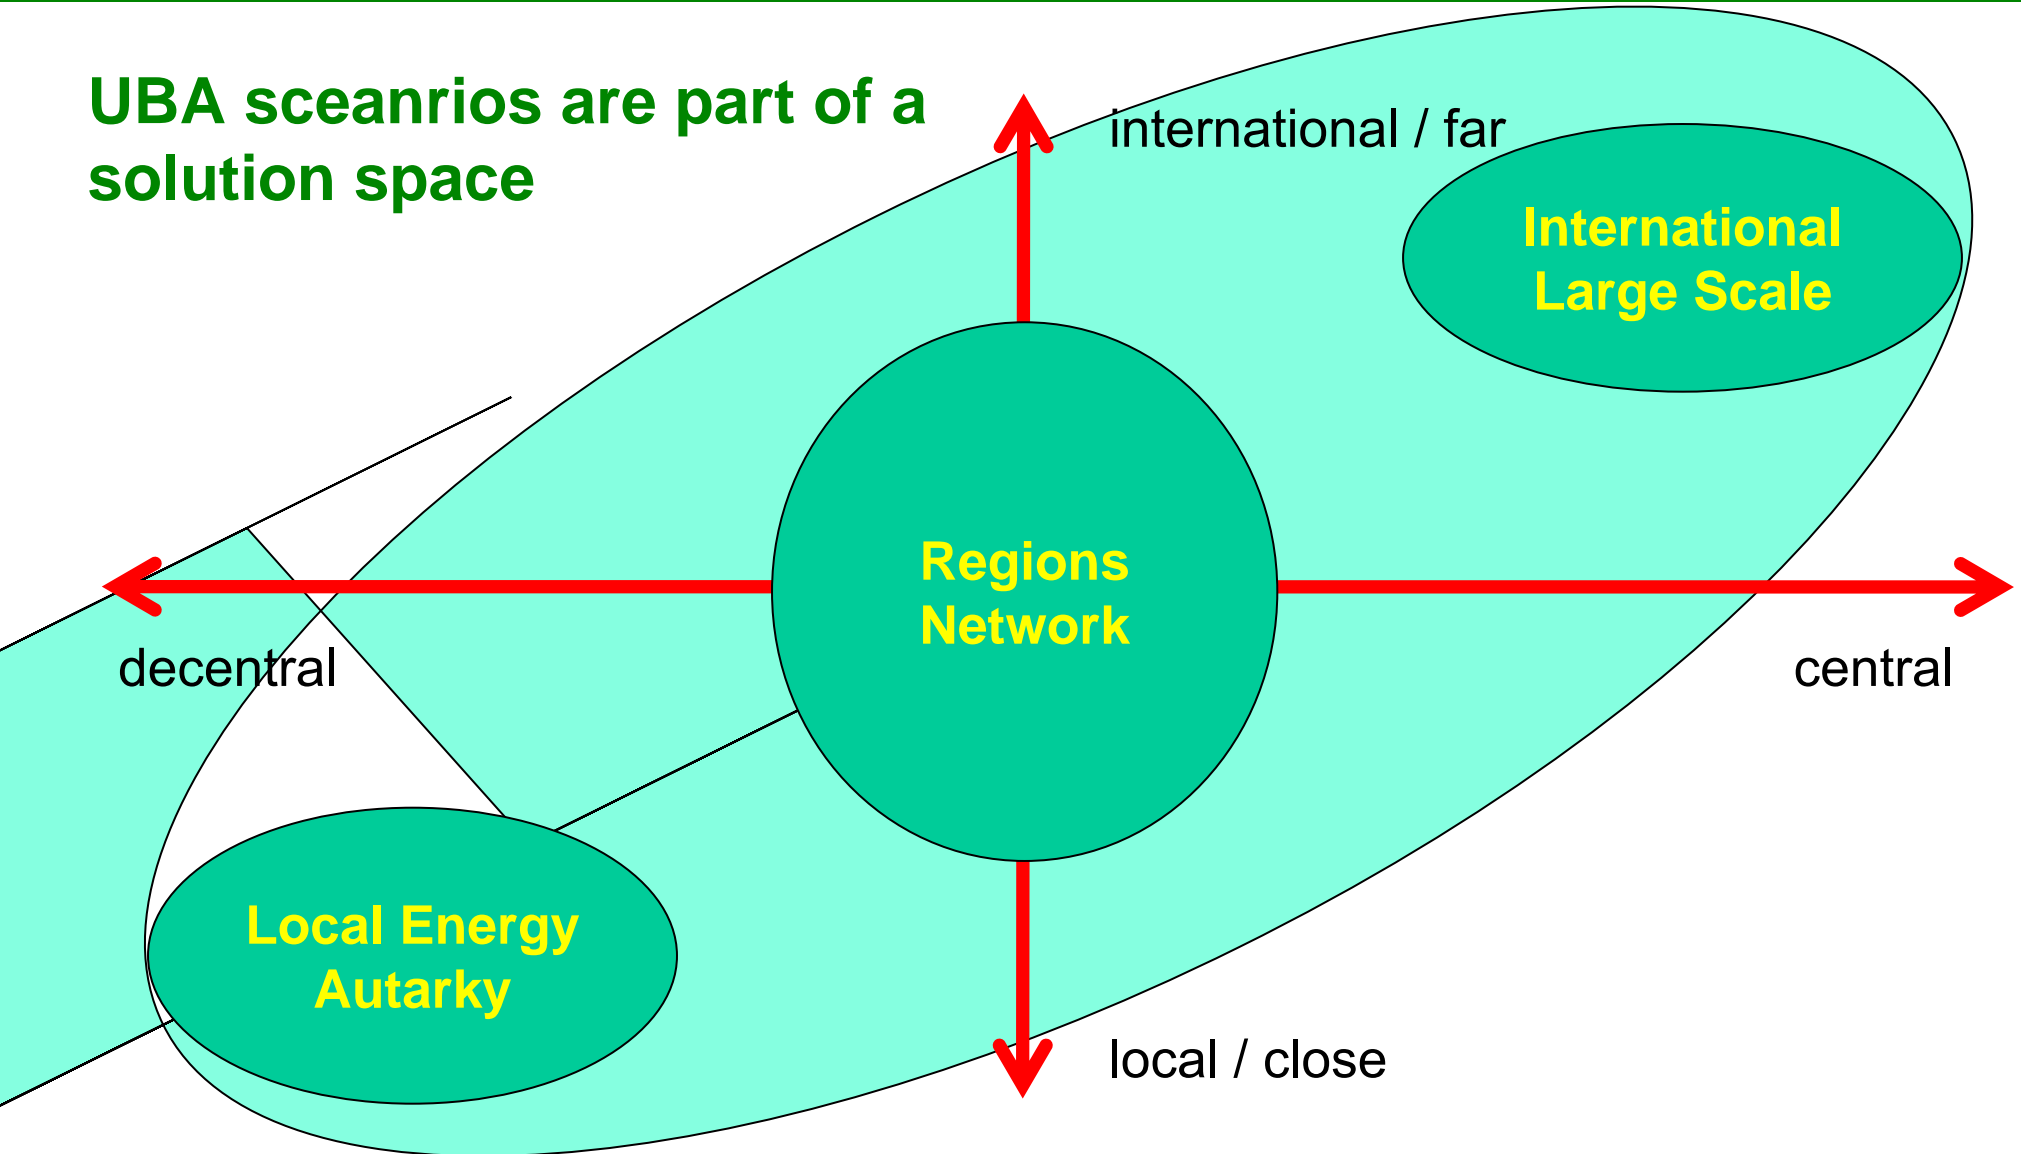 UBA sceanrios are part of a
solution space
international / far
International
Large Scale
Regions
Network
decentral
central
Local Energy
Autarky
local / close